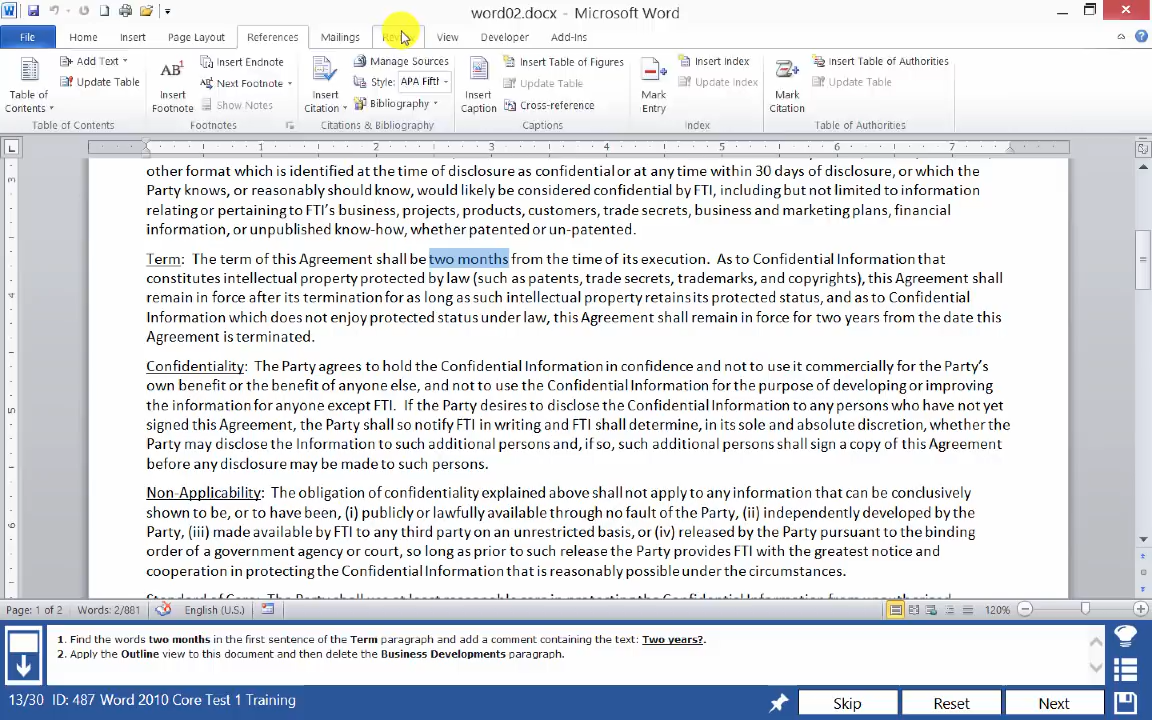 word02.docx - Microsoft Word
File Home Insert Page Layout References Mailings View Developer Add-Ins
Table of Contents
Add Text
Update Table
Table of Contents
AB¹ Insert Footnote
Insert Endnote
Next Footnote
Show Notes
Footnotes
Insert Citation
Manage Sources
Style: APA Fift
Bibliography
Citations & Bibliography
Insert Caption
Insert Table of Figures
Update Table
Cross-reference
Captions
Mark Entry
Insert Index
Update Index
Index
Mark Citation
Insert Table of Authorities
Update Table
Table of Authorities
1 2 3 4 5 6 7
other format which is identified at the time of disclosure as confidential or at any time within 30 days of disclosure, or which the
Party knows, or reasonably should know, would likely be considered confidential by FTI, including but not limited to information
relating or pertaining to FTI's business, projects, products, customers, trade secrets, business and marketing plans, financial
information, or unpublished know-how, whether patented or un-patented.
Term: The term of this Agreement shall be two months from the time of its execution. As to Confidential Information that
constitutes intellectual property protected by law (such as patents, trade secrets, trademarks, and copyrights), this Agreement shall
remain in force after its termination for as long as such intellectual property retains its protected status, and as to Confidential
Information which does not enjoy protected status under law, this Agreement shall remain in force for two years from the date this
Agreement is terminated.
Confidentiality: The Party agrees to hold the Confidential Information in confidence and not to use it commercially for the Party's
own benefit or the benefit of anyone else, and not to use the Confidential Information for the purpose of developing or improving
the information for anyone except FTI. If the Party desires to disclose the Confidential Information to any persons who have not yet
signed this Agreement, the Party shall so notify FTI in writing and FTI shall determine, in its sole and absolute discretion, whether the
Party may disclose the Information to such additional persons and, if so, such additional persons shall sign a copy of this Agreement
before any disclosure may be made to such persons.
Non-Applicability: The obligation of confidentiality explained above shall not apply to any information that can be conclusively
shown to be, or to have been, (i) publicly or lawfully available through no fault of the Party, (ii) independently developed by the
Party, (iii) made available by FTI to any third party on an unrestricted basis, or (iv) released by the Party pursuant to the binding
order of a government agency or court, so long as prior to such release the Party provides FTI with the greatest notice and
cooperation in protecting the Confidential Information that is reasonably possible under the circumstances.
Page: 1 of 2 Words: 2/881 English (U.S.) 120%
1. Find the words two months in the first sentence of the Term paragraph and add a comment containing the text: Two years?.
2. Apply the Outline view to this document and then delete the Business Developments paragraph.
13/30 ID: 487 Word 2010 Core Test 1 Training Skip Reset Next